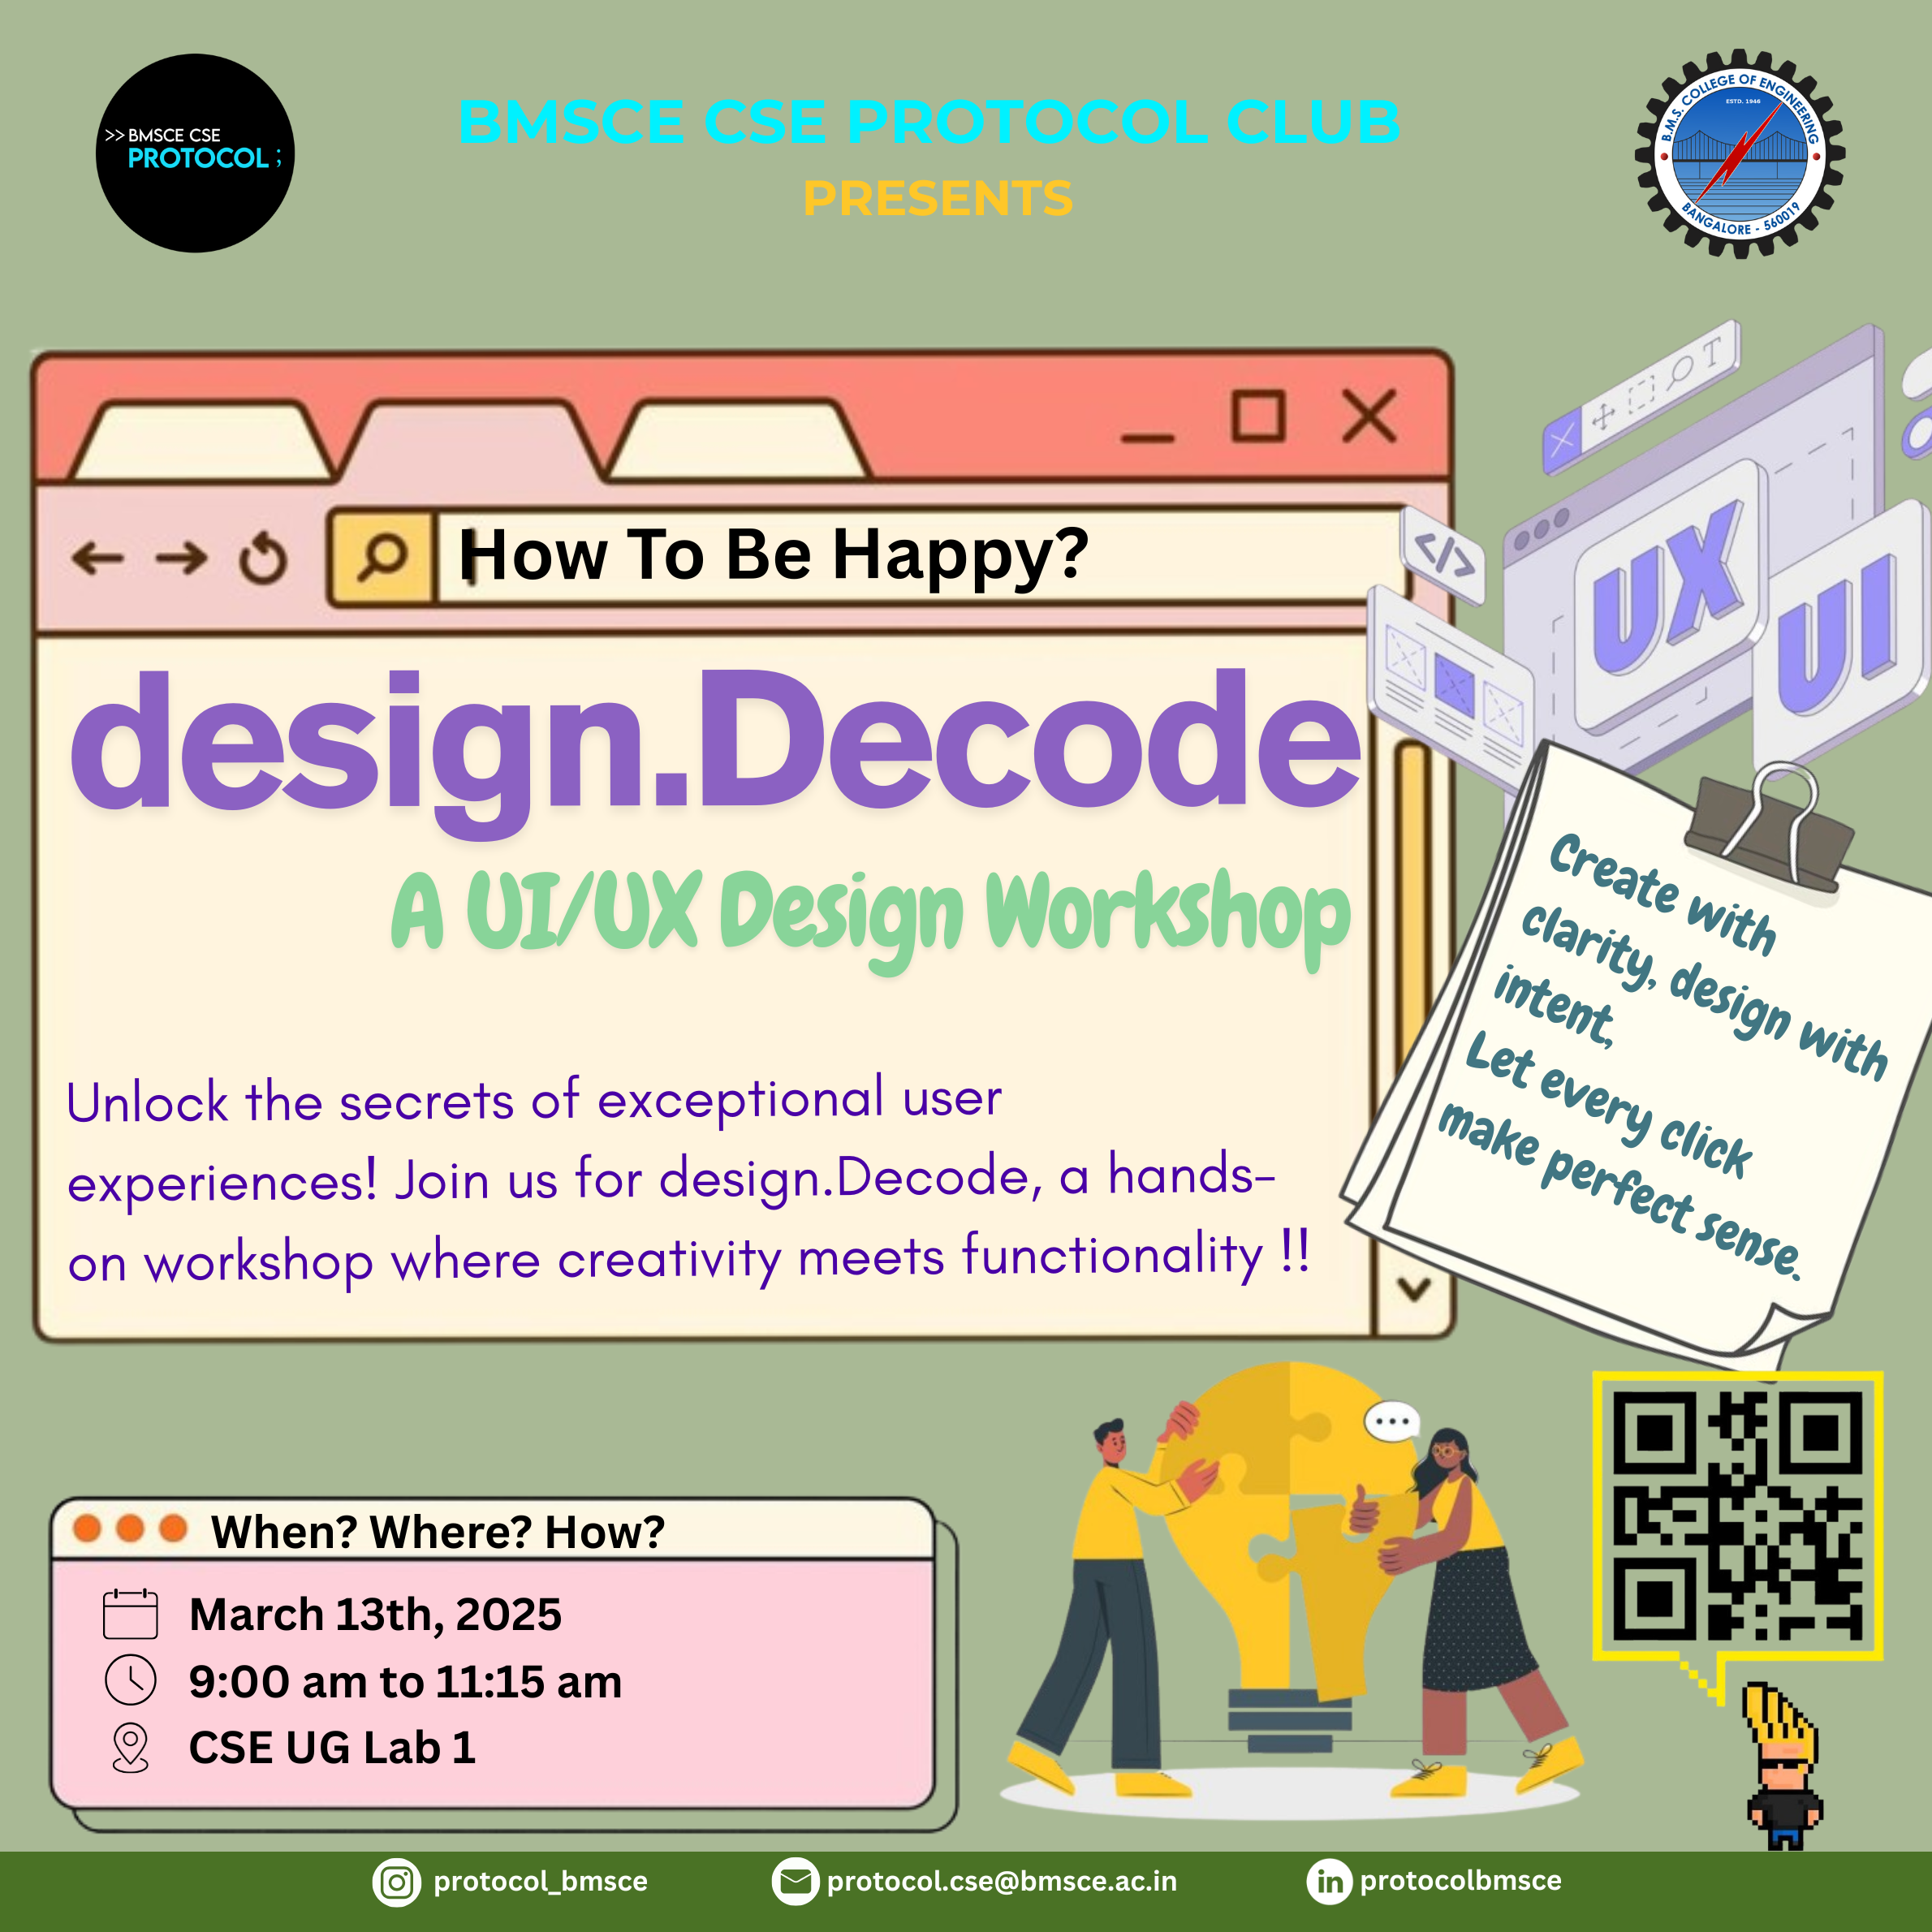 >> BMSCE CSE
PROTOCOL ;
BMSCE CSE PROTOCOL CLUB
PRESENTS
B.M.S. COLLEGE OF ENGINEERING
ESTD. 1946
BANGALORE - 560019
How To Be Happy?
T
</>
UX
UI
design.Decode
A UI/UX Design Workshop
Unlock the secrets of exceptional user
experiences! Join us for design.Decode, a hands-
on workshop where creativity meets functionality !!
Create with
clarity, design with
intent,
Let every click
make perfect sense.
When? Where? How?
March 13th, 2025
9:00 am to 11:15 am
CSE UG Lab 1
protocol_bmsce
protocol.cse@bmsce.ac.in
in protocolbmsce